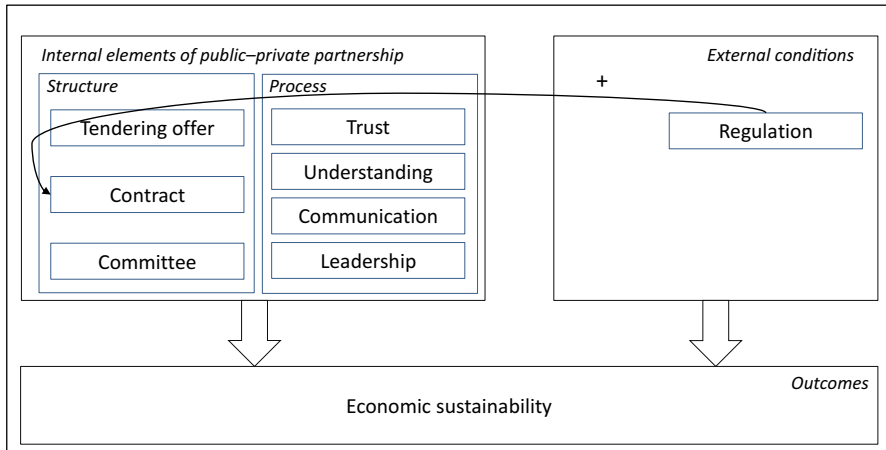 Internal elements of public–private partnership
Structure
Tendering offer
Contract
Committee
Process
Trust
Understanding
Communication
Leadership
External conditions
+
Regulation
Outcomes
Economic sustainability